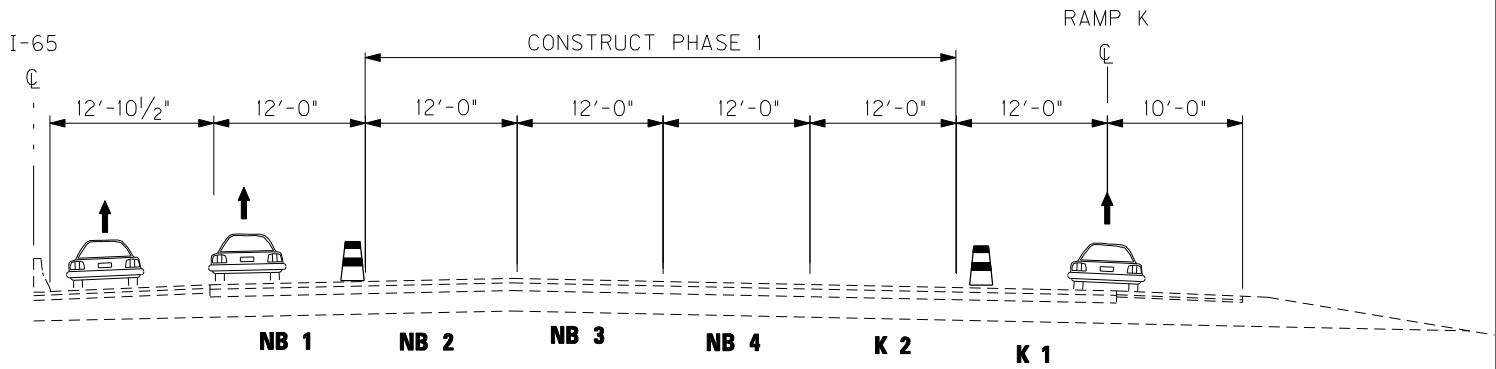 RAMP K
I-65
CONSTRUCT PHASE 1
℄
℄
12'-10½" 12'-0" 12'-0" 12'-0" 12'-0" 12'-0" 12'-0" 10'-0"
NB 1 NB 2 NB 3 NB 4 K 2 K 1